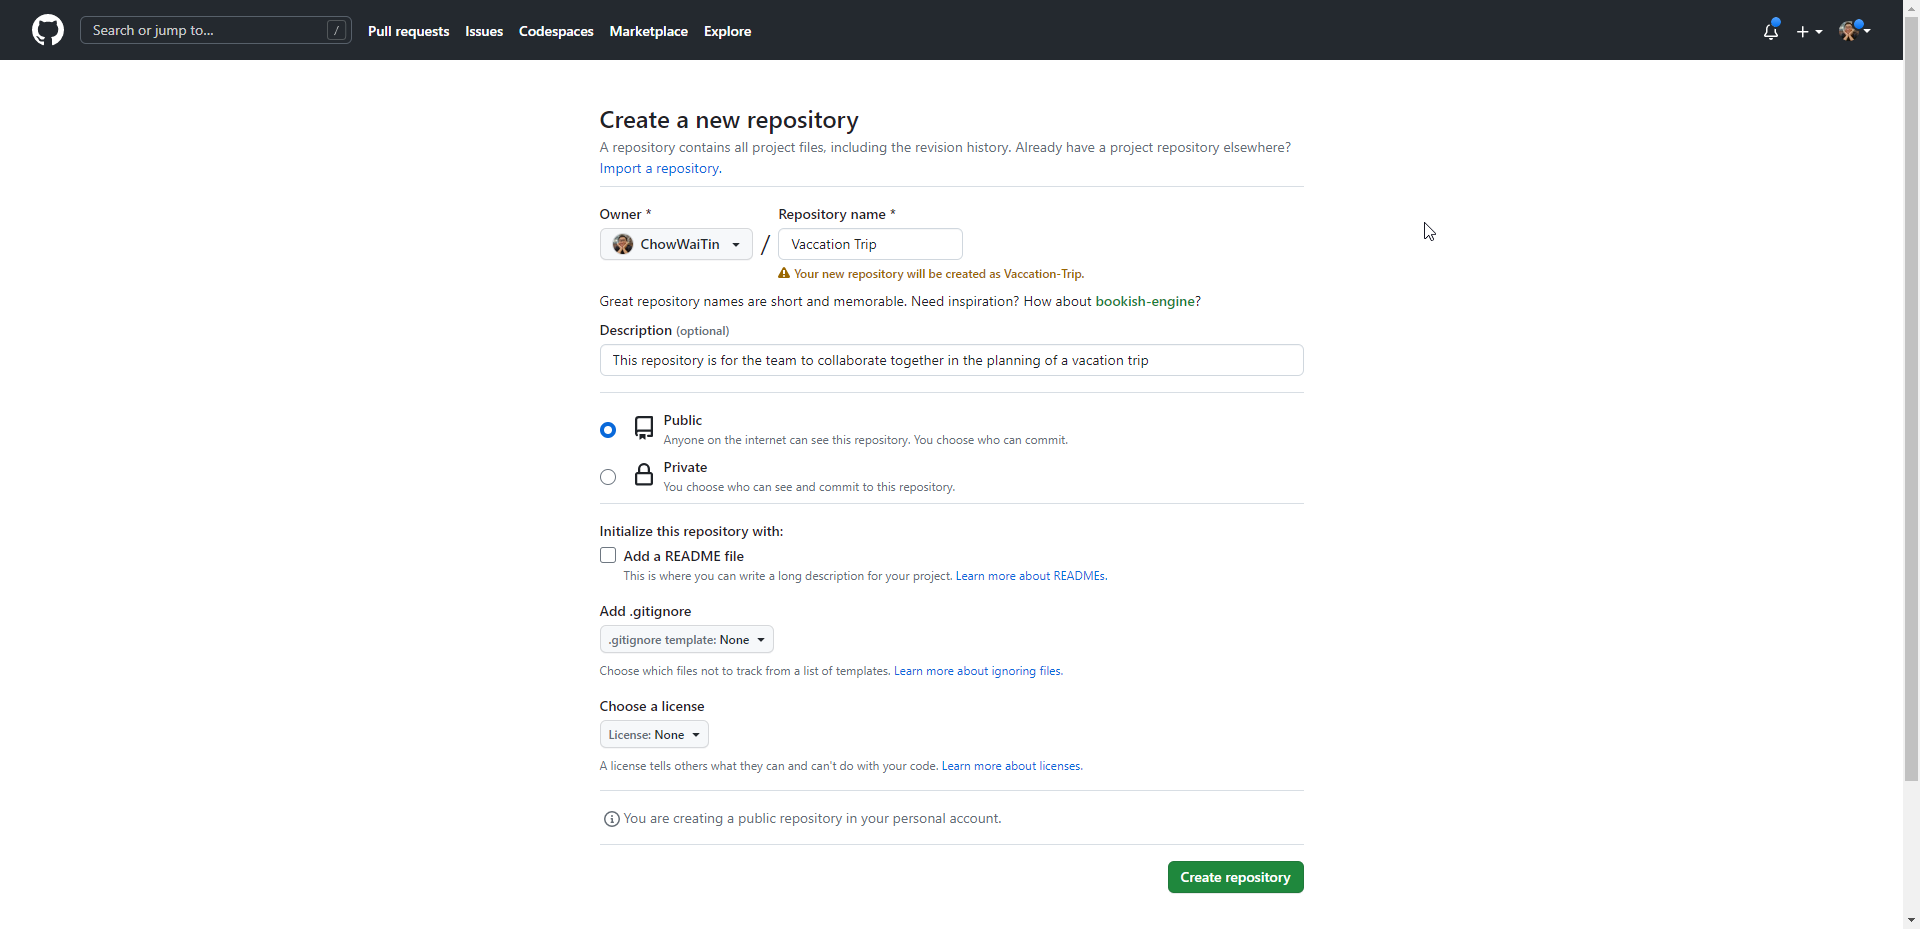 Search or jump to... /
Pull requests Issues Codespaces Marketplace Explore
Create a new repository
A repository contains all project files, including the revision history. Already have a project repository elsewhere?
Import a repository.
Owner * Repository name *
ChowWaiTin / Vaccation Trip
Your new repository will be created as Vaccation-Trip.
Great repository names are short and memorable. Need inspiration? How about bookish-engine?
Description (optional)
This repository is for the team to collaborate together in the planning of a vacation trip
Public
Anyone on the internet can see this repository. You choose who can commit.
Private
You choose who can see and commit to this repository.
Initialize this repository with:
Add a README file
This is where you can write a long description for your project. Learn more about READMEs.
Add .gitignore
.gitignore template: None
Choose which files not to track from a list of templates. Learn more about ignoring files.
Choose a license
License: None
A license tells others what they can and can't do with your code. Learn more about licenses.
You are creating a public repository in your personal account.
Create repository